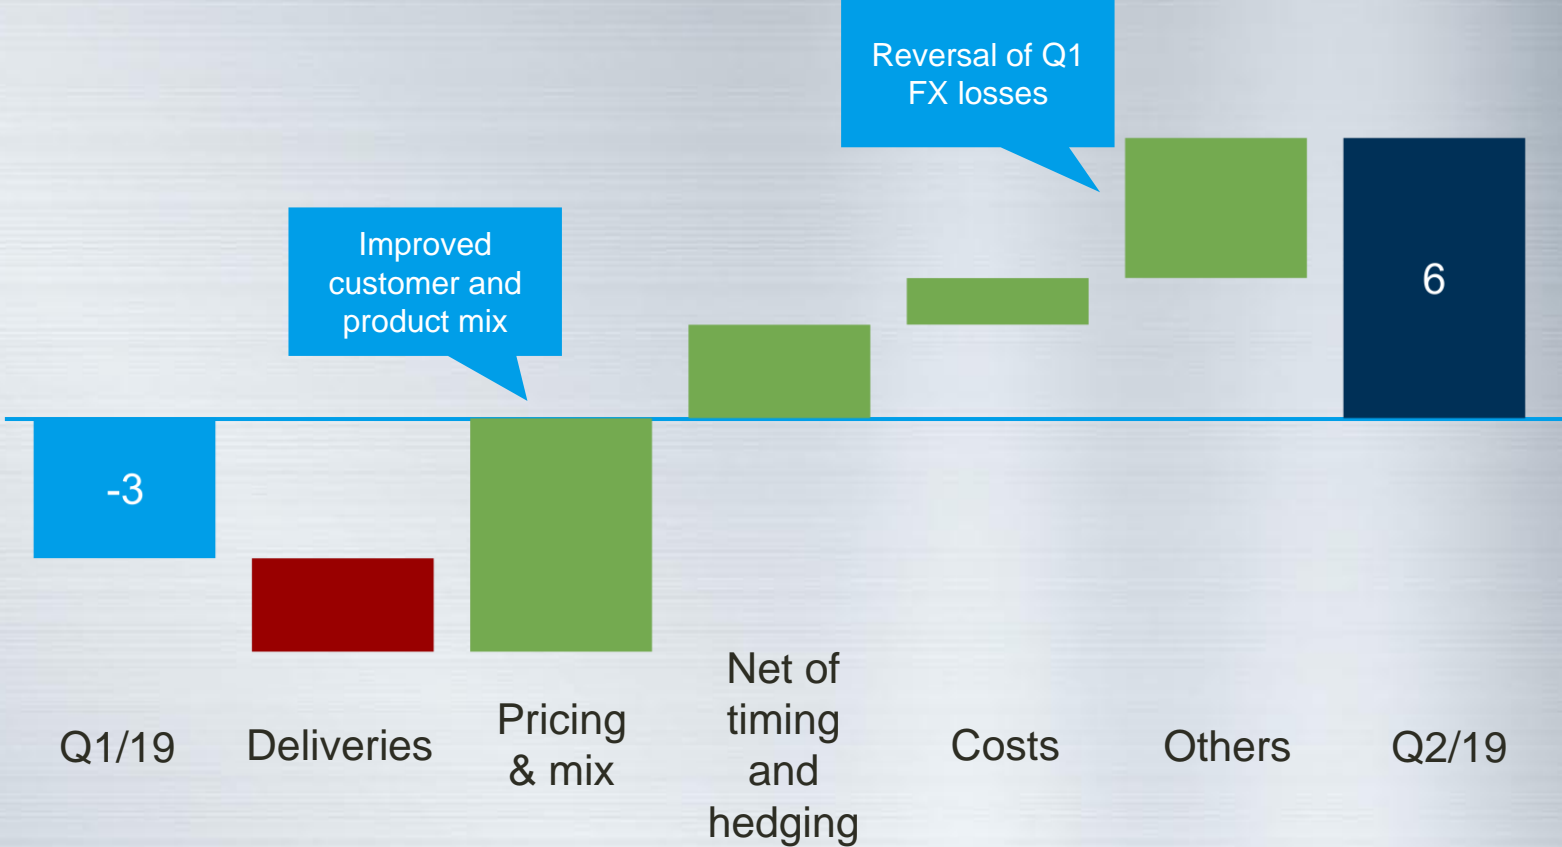 Reversal of Q1
FX losses
Improved
customer and
product mix
6
-3
Q1/19
Deliveries
Pricing
& mix
Net of
timing
and
hedging
Costs
Others
Q2/19